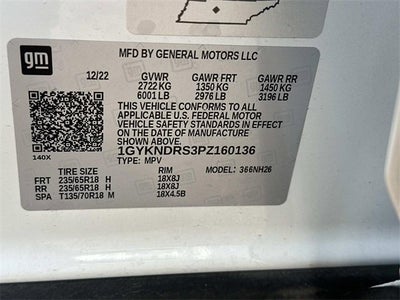 gm
MFD BY GENERAL MOTORS LLC
12/22 GVWR GAWR FRT GAWR RR
2722 KG 1350 KG 1450 KG
6001 LB 2976 LB 3196 LB
THIS VEHICLE CONFORMS TO ALL
APPLICABLE U.S. FEDERAL MOTOR
VEHICLE SAFETY STANDARDS IN EFFECT
ON THE DATE OF MANUFACTURE SHOWN ABOVE.
1GYKNDRS3PZ160136
140X TYPE: MPV MODEL: 366NH26
TIRE SIZE RIM
FRT 235/65R18 H 18X8J
RR 235/65R18 H 18X8J
SPA T135/70R18 M 18X4.5B